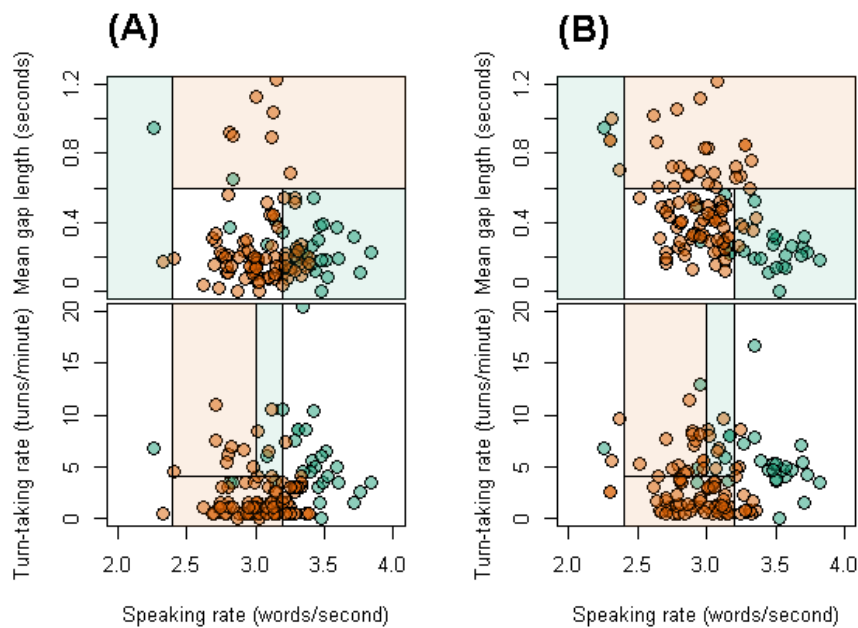 (A)
(B)
Mean gap length (seconds)
1.2
0.8
0.4
0
Mean gap length (seconds)
1.2
0.8
0.4
0
Turn-taking rate (turns/minute)
20
15
10
5
0
Turn-taking rate (turns/minute)
20
15
10
5
0
2.0 2.5 3.0 3.5 4.0
2.0 2.5 3.0 3.5 4.0
Speaking rate (words/second)
Speaking rate (words/second)